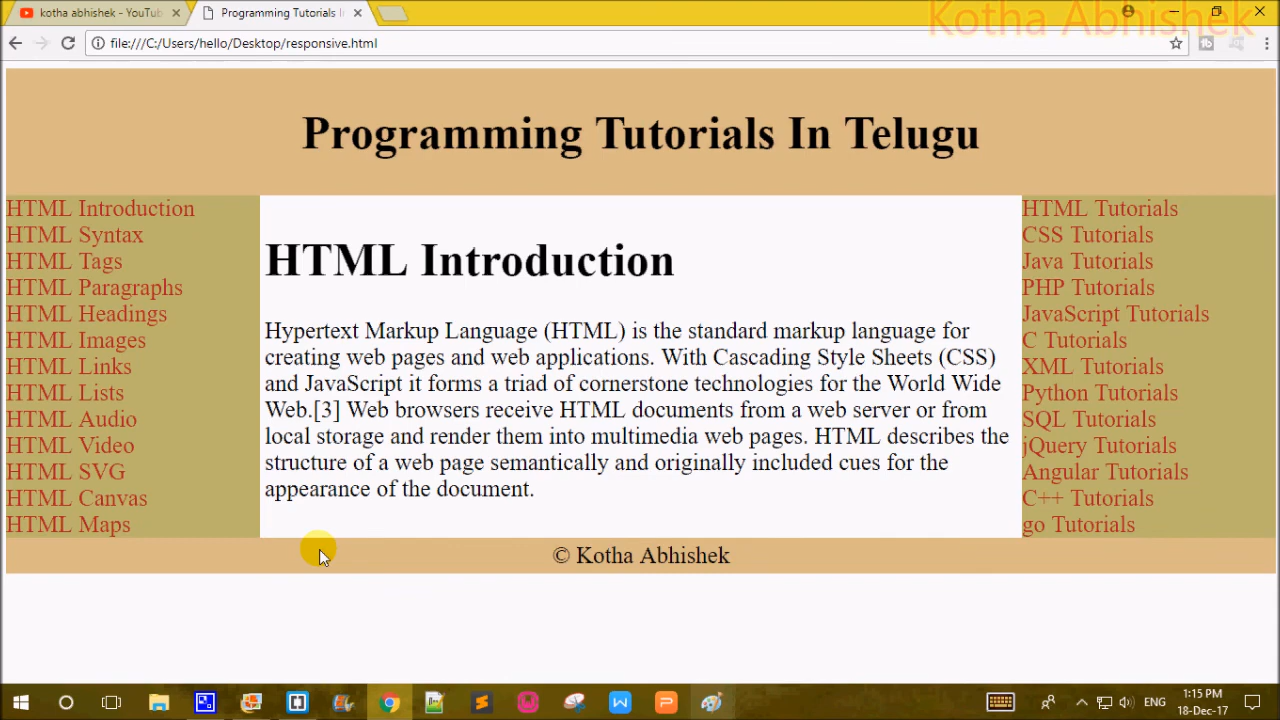 kotha abhishek - YouTub
Programming Tutorials I
Kotha Abhishek
file:///C:/Users/hello/Desktop/responsive.html
Programming Tutorials In Telugu
HTML Introduction
HTML Syntax
HTML Tags
HTML Paragraphs
HTML Headings
HTML Images
HTML Links
HTML Lists
HTML Audio
HTML Video
HTML SVG
HTML Canvas
HTML Maps
HTML Introduction
Hypertext Markup Language (HTML) is the standard markup language for
creating web pages and web applications. With Cascading Style Sheets (CSS)
and JavaScript it forms a triad of cornerstone technologies for the World Wide
Web.[3] Web browsers receive HTML documents from a web server or from
local storage and render them into multimedia web pages. HTML describes the
structure of a web page semantically and originally included cues for the
appearance of the document.
HTML Tutorials
CSS Tutorials
Java Tutorials
PHP Tutorials
JavaScript Tutorials
C Tutorials
XML Tutorials
Python Tutorials
SQL Tutorials
jQuery Tutorials
Angular Tutorials
C++ Tutorials
go Tutorials
© Kotha Abhishek
ENG
1:15 PM
18-Dec-17